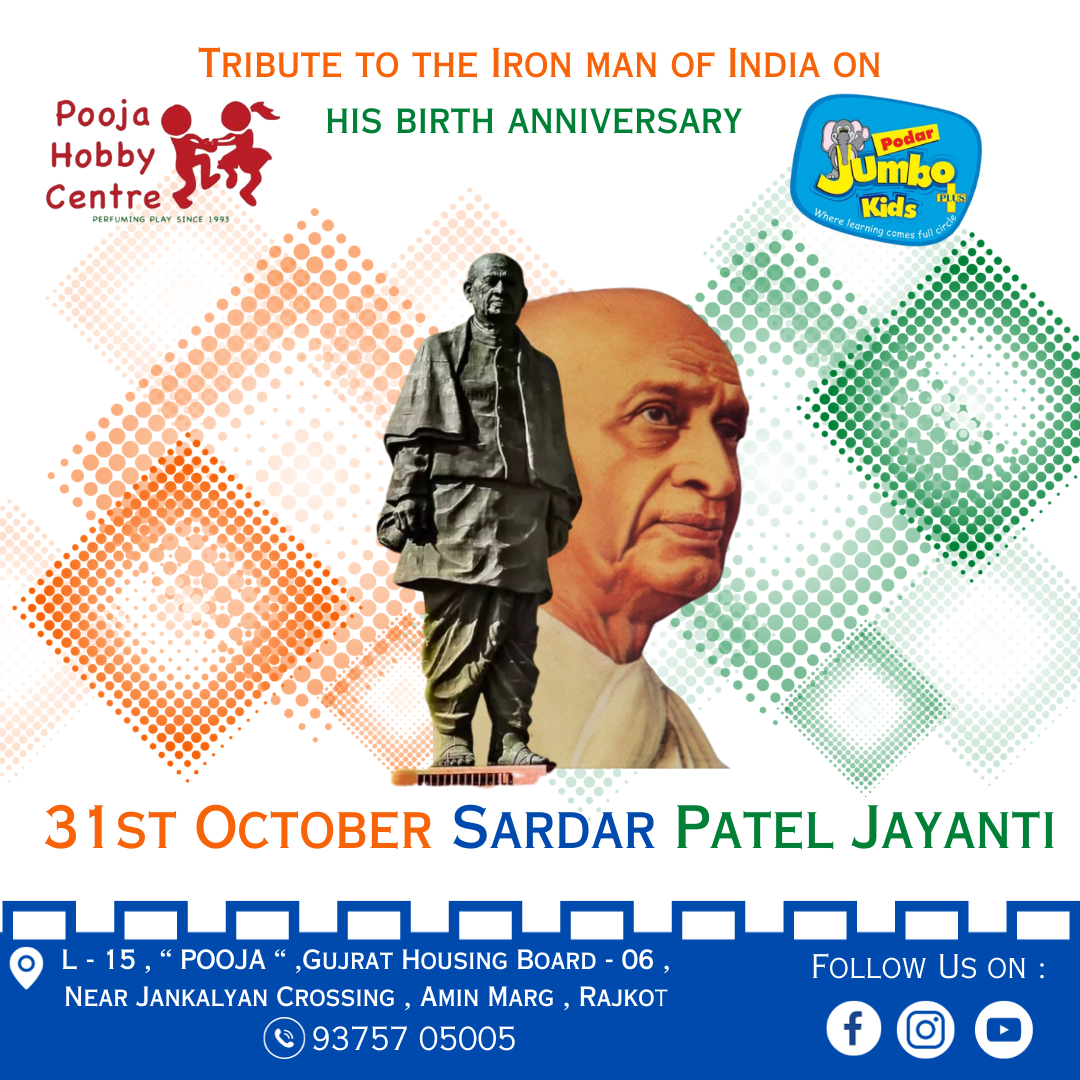 Tribute to the Iron man of India on
his birth anniversary
Pooja
Hobby
Centre
PERFUMING PLAY SINCE 1993
Podar
Jumbo
Kids
PLUS
Where learning comes full circle
31st October Sardar Patel Jayanti
L - 15 , “ POOJA “ ,Gujrat Housing Board - 06 ,
Near Jankalyan Crossing , Amin Marg , Rajkot
93757 05005
Follow Us on :